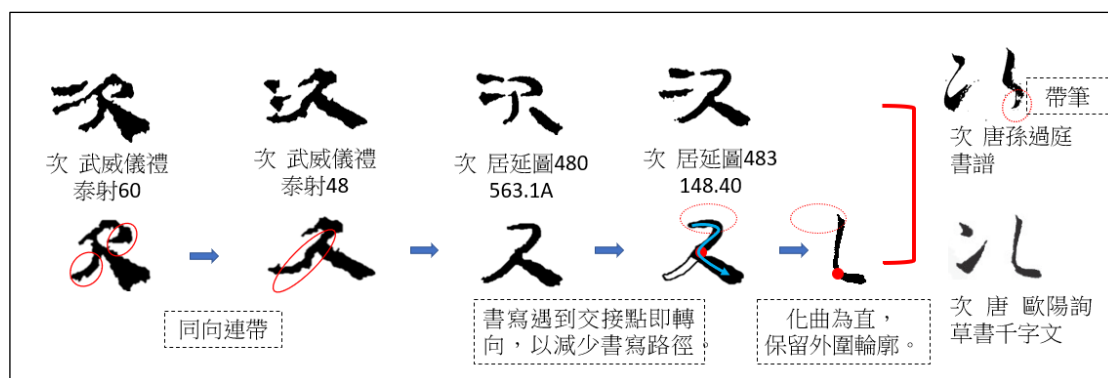 次 武威儀禮
泰射60
次 武威儀禮
泰射48
次 居延圖480
563.1A
次 居延圖483
148.40
帶筆
次 唐孫過庭
書譜
同向連帶
書寫遇到交接點即轉
向，以減少書寫路徑。
化曲為直，
保留外圍輪廓。
次 唐 歐陽詢
草書千字文